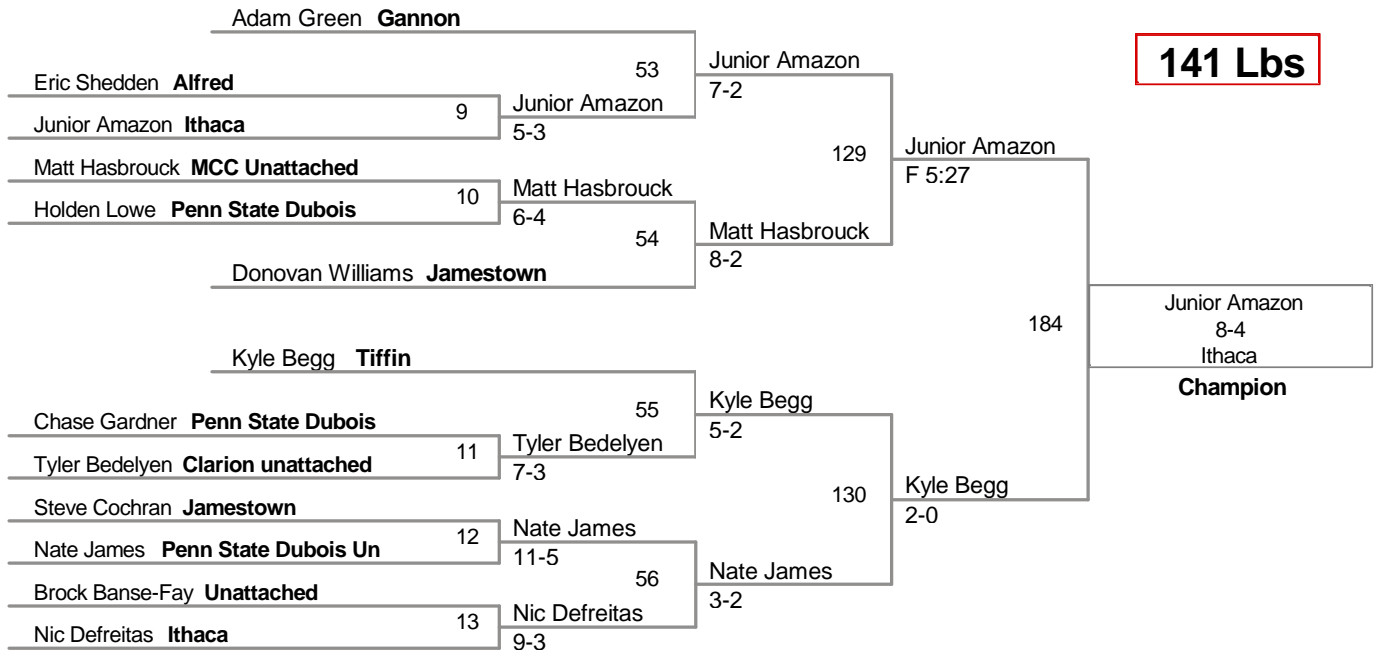 Adam Green Gannon
141 Lbs
53
Junior Amazon
7-2
Eric Shedden Alfred
9
Junior Amazon
5-3
Junior Amazon Ithaca
129
Junior Amazon
F 5:27
Matt Hasbrouck MCC Unattached
10
Matt Hasbrouck
6-4
Holden Lowe Penn State Dubois
54
Matt Hasbrouck
8-2
Donovan Williams Jamestown
184
Junior Amazon
8-4
Ithaca
Champion
Kyle Begg Tiffin
55
Kyle Begg
5-2
Chase Gardner Penn State Dubois
11
Tyler Bedelyen
7-3
Tyler Bedelyen Clarion unattached
130
Kyle Begg
2-0
Steve Cochran Jamestown
12
Nate James
11-5
Nate James Penn State Dubois Un
56
Nate James
3-2
Brock Banse-Fay Unattached
13
Nic Defreitas
9-3
Nic Defreitas Ithaca